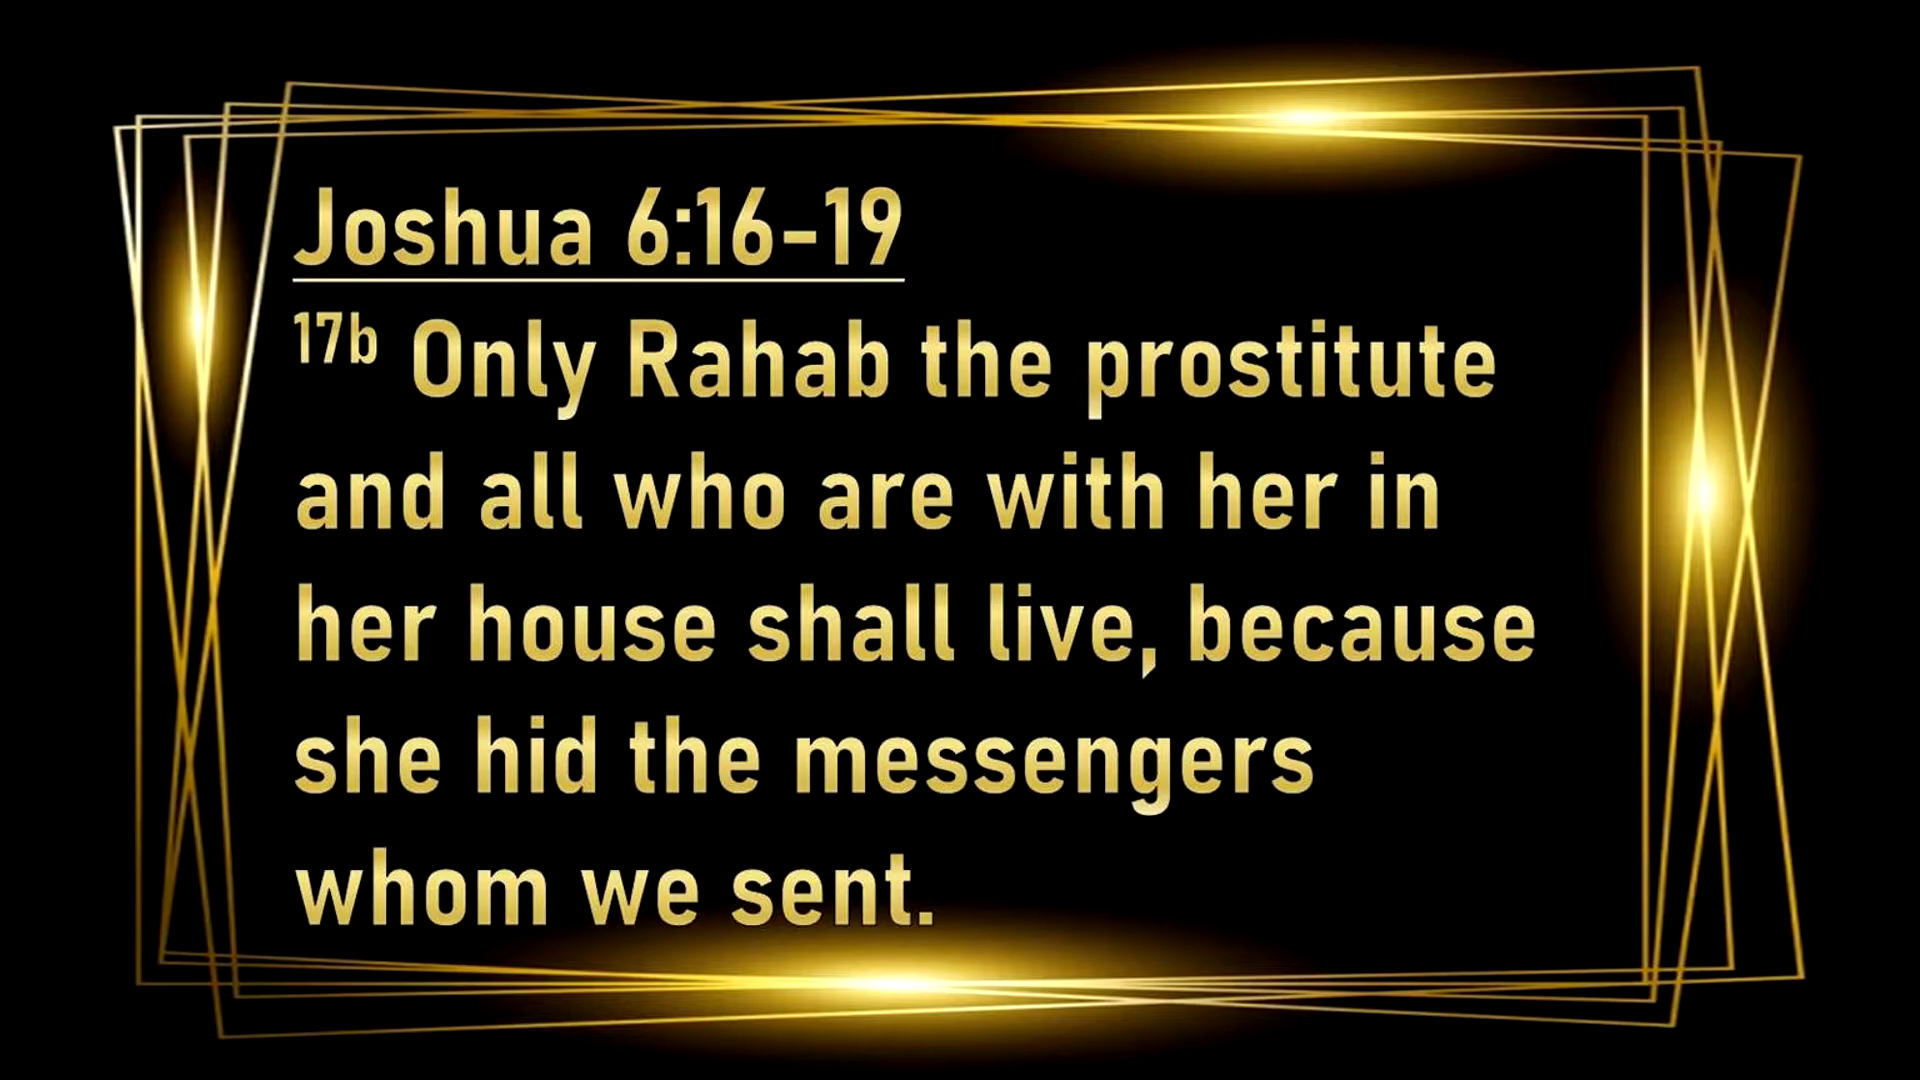 Joshua 6:16-19
17b Only Rahab the prostitute
and all who are with her in
her house shall live, because
she hid the messengers
whom we sent.